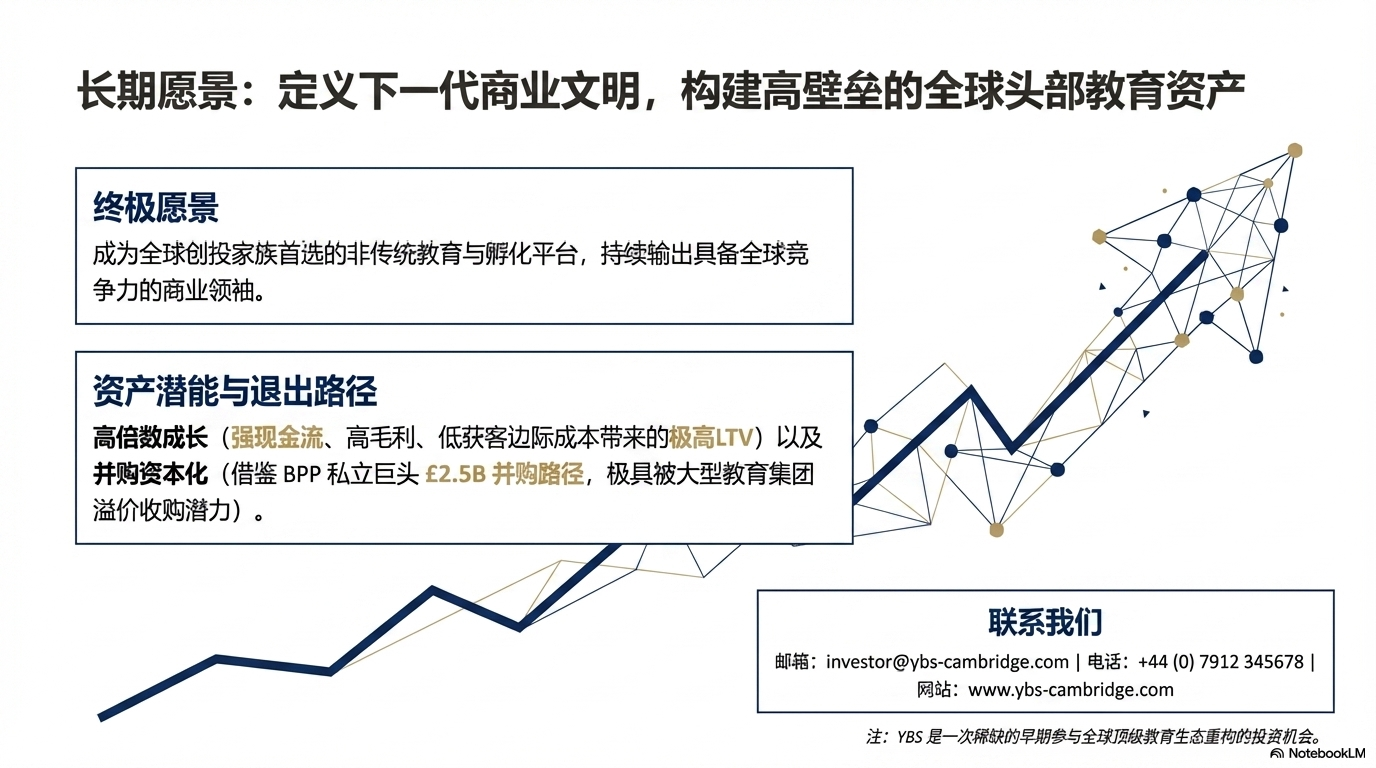 长期愿景：定义下一代商业文明，构建高壁垒的全球头部教育资产
终极愿景
成为全球创投家族首选的非传统教育与孵化平台，持续输出具备全球竞
争力的商业领袖。
资产潜能与退出路径
高倍数成长（强现金流、高毛利、低获客边际成本带来的极高LTV）以及
并购资本化（借鉴 BPP 私立巨头 £2.5B 并购路径，极具被大型教育集团
溢价收购潜力）。
联系我们
邮箱：investor@ybs-cambridge.com | 电话：+44 (0) 7912 345678 |
网站：www.ybs-cambridge.com
注：YBS 是一次稀缺的早期参与全球顶级教育生态重构的投资机会。
NotebookLM